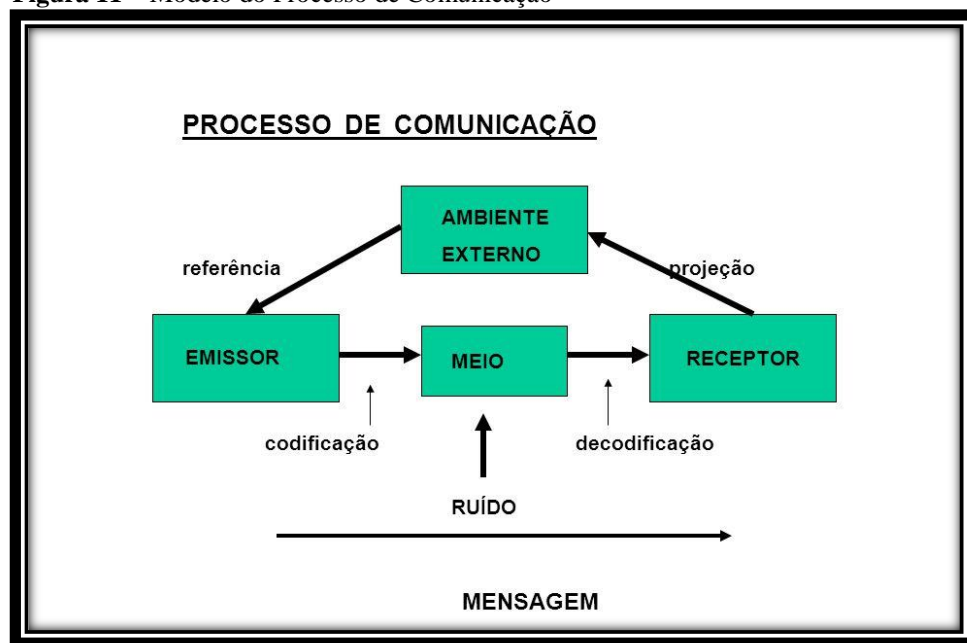 Figura 11 – Modelo do Processo de Comunicação
PROCESSO DE COMUNICAÇÃO
AMBIENTE
EXTERNO
referência
projeção
EMISSOR
MEIO
RECEPTOR
codificação
decodificação
RUÍDO
MENSAGEM